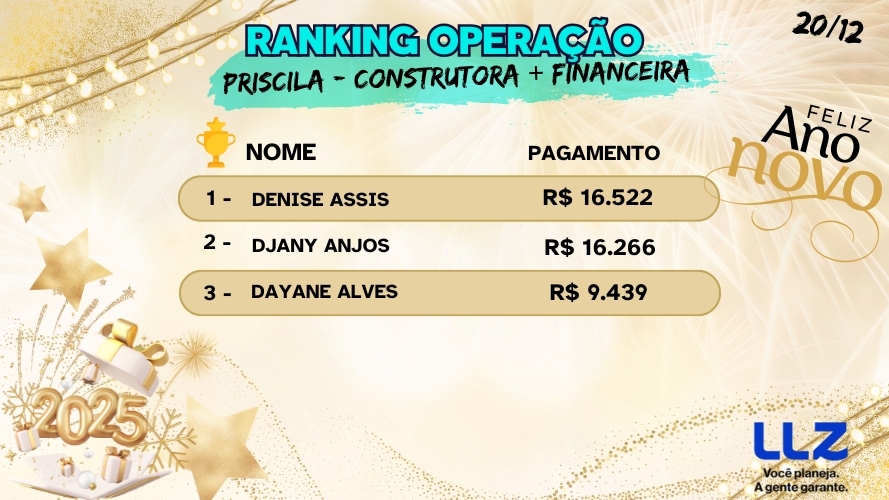 20/12
RANKING OPERAÇÃO
PRISCILA - CONSTRUTORA + FINANCEIRA
FELIZ
Ano
novo
NOME PAGAMENTO
1 - DENISE ASSIS R$ 16.522
2 - DJANY ANJOS R$ 16.266
3 - DAYANE ALVES R$ 9.439
2025
LLZ
Você planeja.
A gente garante.